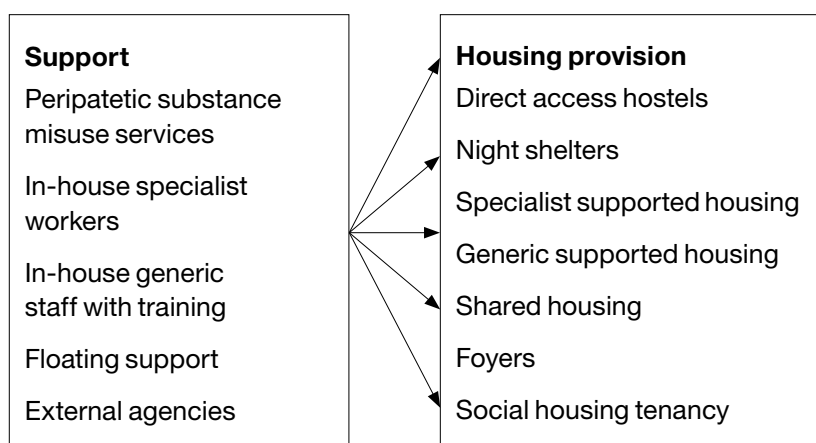 Support
Peripatetic substance
misuse services
In-house specialist
workers
In-house generic
staff with training
Floating support
External agencies
Housing provision
Direct access hostels
Night shelters
Specialist supported housing
Generic supported housing
Shared housing
Foyers
Social housing tenancy